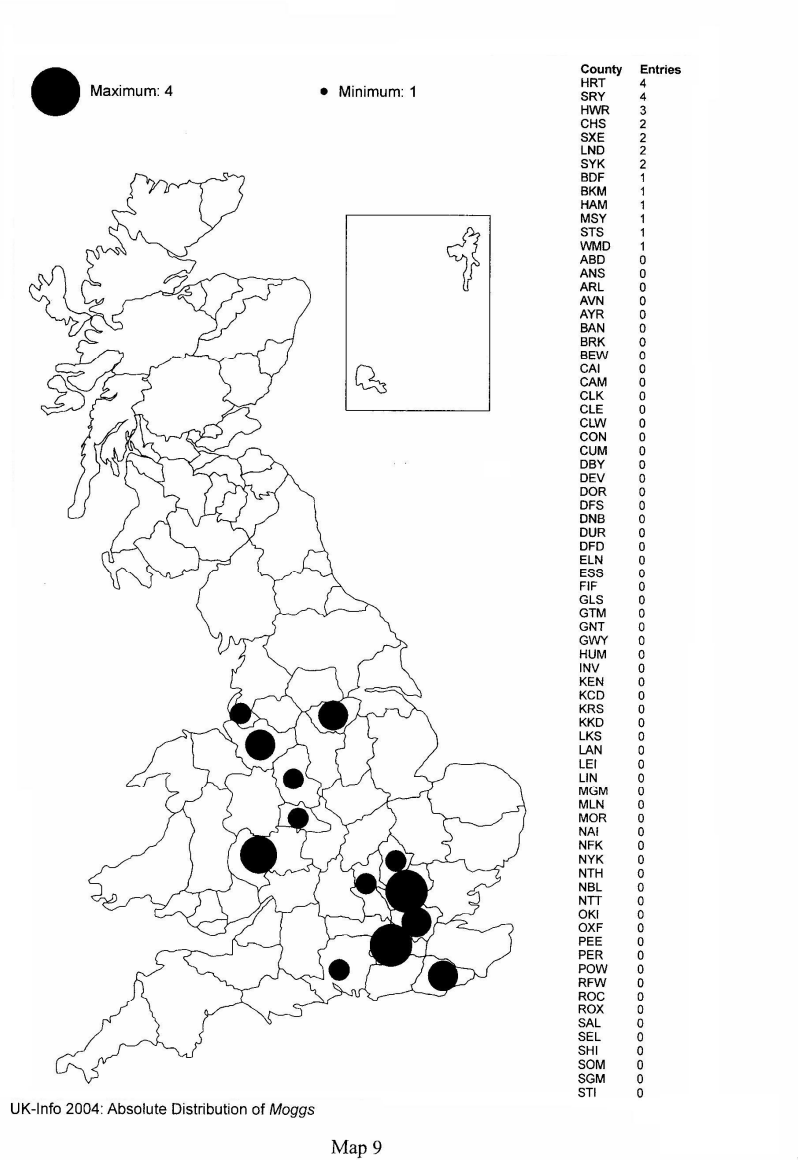 Maximum: 4
Minimum: 1
County Entries
HRT 4
SRY 4
HWR 3
CHS 2
SXE 2
LND 2
SYK 2
BDF 1
BKM 1
HAM 1
MSY 1
STS 1
WMD 1
ABD 0
ANS 0
ARL 0
AVN 0
AYR 0
BAN 0
BRK 0
BEW 0
CAI 0
CAM 0
CLK 0
CLE 0
CLW 0
CON 0
CUM 0
DBY 0
DEV 0
DOR 0
DFS 0
DNB 0
DUR 0
DFD 0
ELN 0
ESS 0
FIF 0
GLS 0
GTM 0
GNT 0
GWY 0
HUM 0
INV 0
KEN 0
KCD 0
KRS 0
KKD 0
LKS 0
LAN 0
LEI 0
LIN 0
MGM 0
MLN 0
MOR 0
NAI 0
NFK 0
NYK 0
NTH 0
NBL 0
NTT 0
OKI 0
OXF 0
PEE 0
PER 0
POW 0
RFW 0
ROC 0
ROX 0
SAL 0
SEL 0
SHI 0
SOM 0
SGM 0
STI 0
UK-Info 2004: Absolute Distribution of Moggs
Map 9